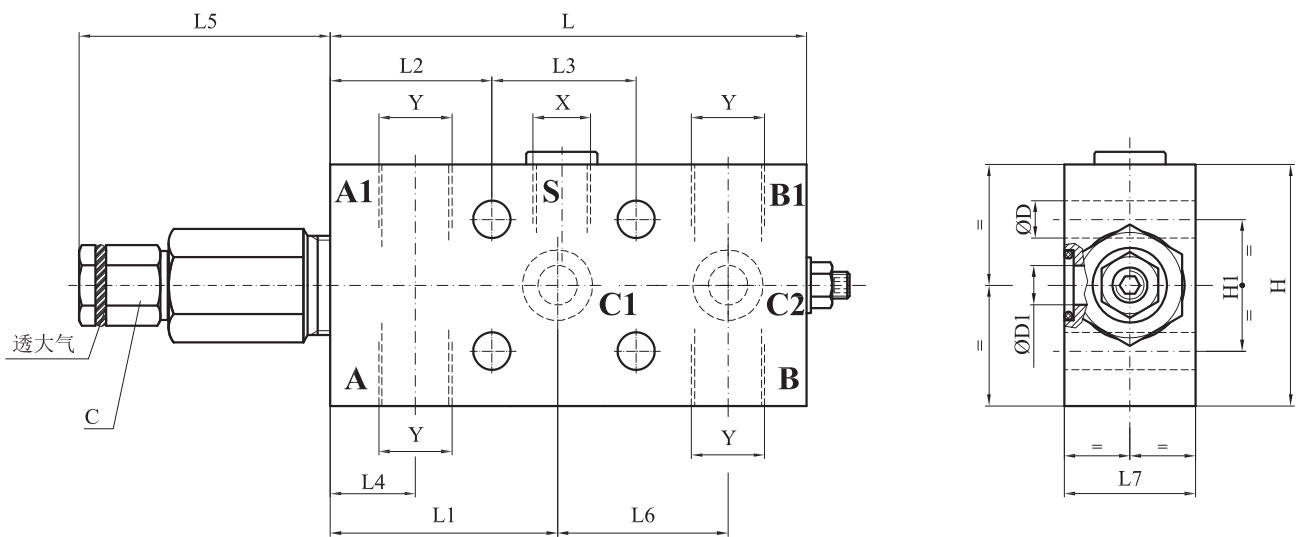 L5
L
L2
L3
Y
X
Y
A1
S
B1
C1
C2
A
B
透大气
C
Y
Y
L4
L1
L6
=
=
ØD
ØD1
=
H1
=
H
=
=
L7